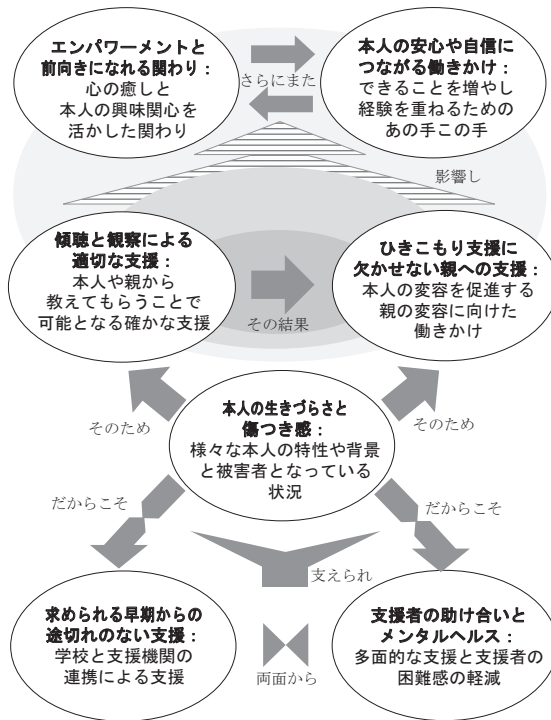 エンパワーメントと
前向きになれる関わり：
心の癒しと
本人の興味関心を
活かした関わり
さらにまた
本人の安心や自信に
つながる働きかけ：
できることを増やし
経験を重ねるための
あの手この手
影響し
傾聴と観察による
適切な支援：
本人や親から
教えてもらうことで
可能となる確かな支援
その結果
ひきこもり支援に
欠かせない親への支援：
本人の変容を促進する
親の変容に向けた
働きかけ
そのため
本人の生きづらさと
傷つき感：
様々な本人の特性や背景
と被害者となっている
状況
そのため
だからこそ
だからこそ
支えられ
求められる早期からの
途切れのない支援：
学校と支援機関の
連携による支援
両面から
支援者の助け合いと
メンタルヘルス：
多面的な支援と支援者の
困難感の軽減